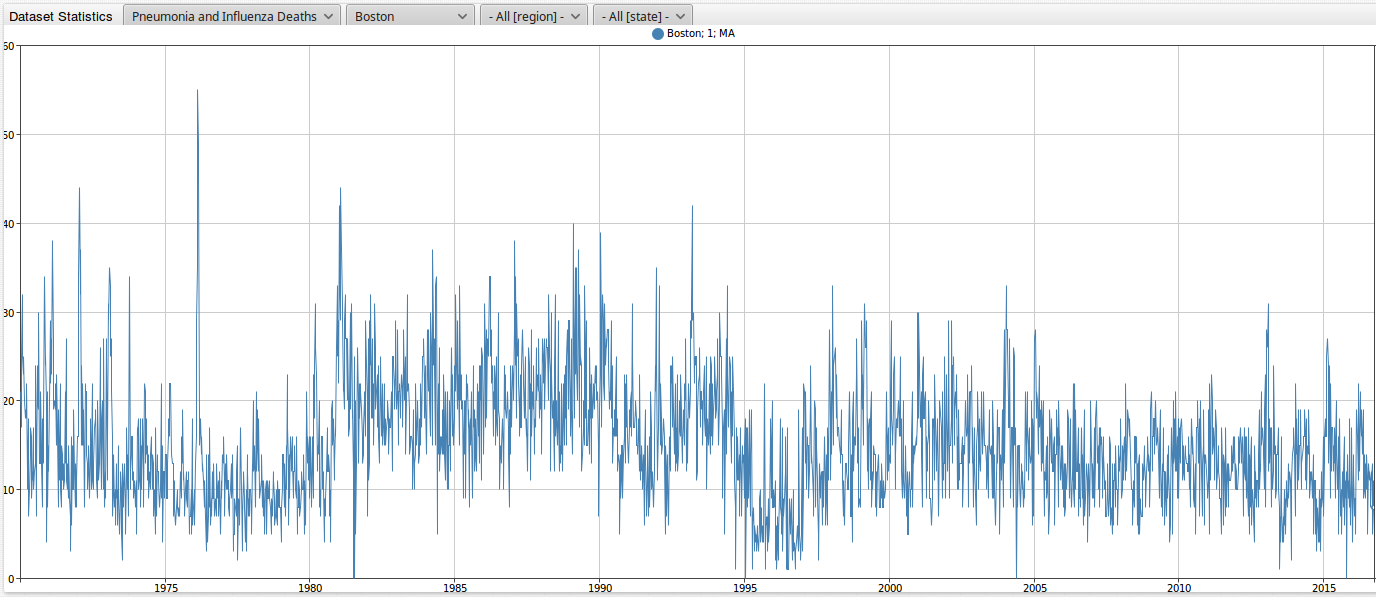 Dataset Statistics Pneumonia and Influenza Deaths Boston - All [region] - - All [state] -
Boston; 1; MA
60
50
40
30
20
10
0
1975 1980 1985 1990 1995 2000 2005 2010 2015